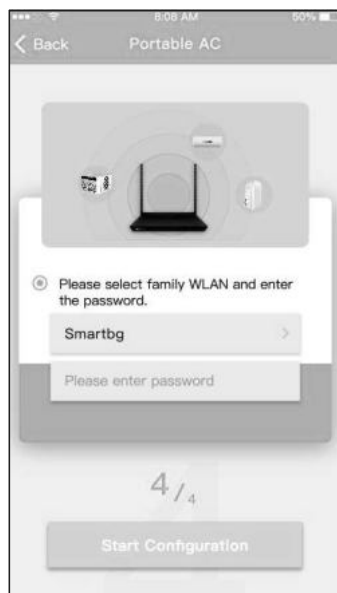 8:08 AM
50%
Back
Portable AC
Please select family WLAN and enter
the password.
Smartbg
Please enter password
4/4
Start Configuration